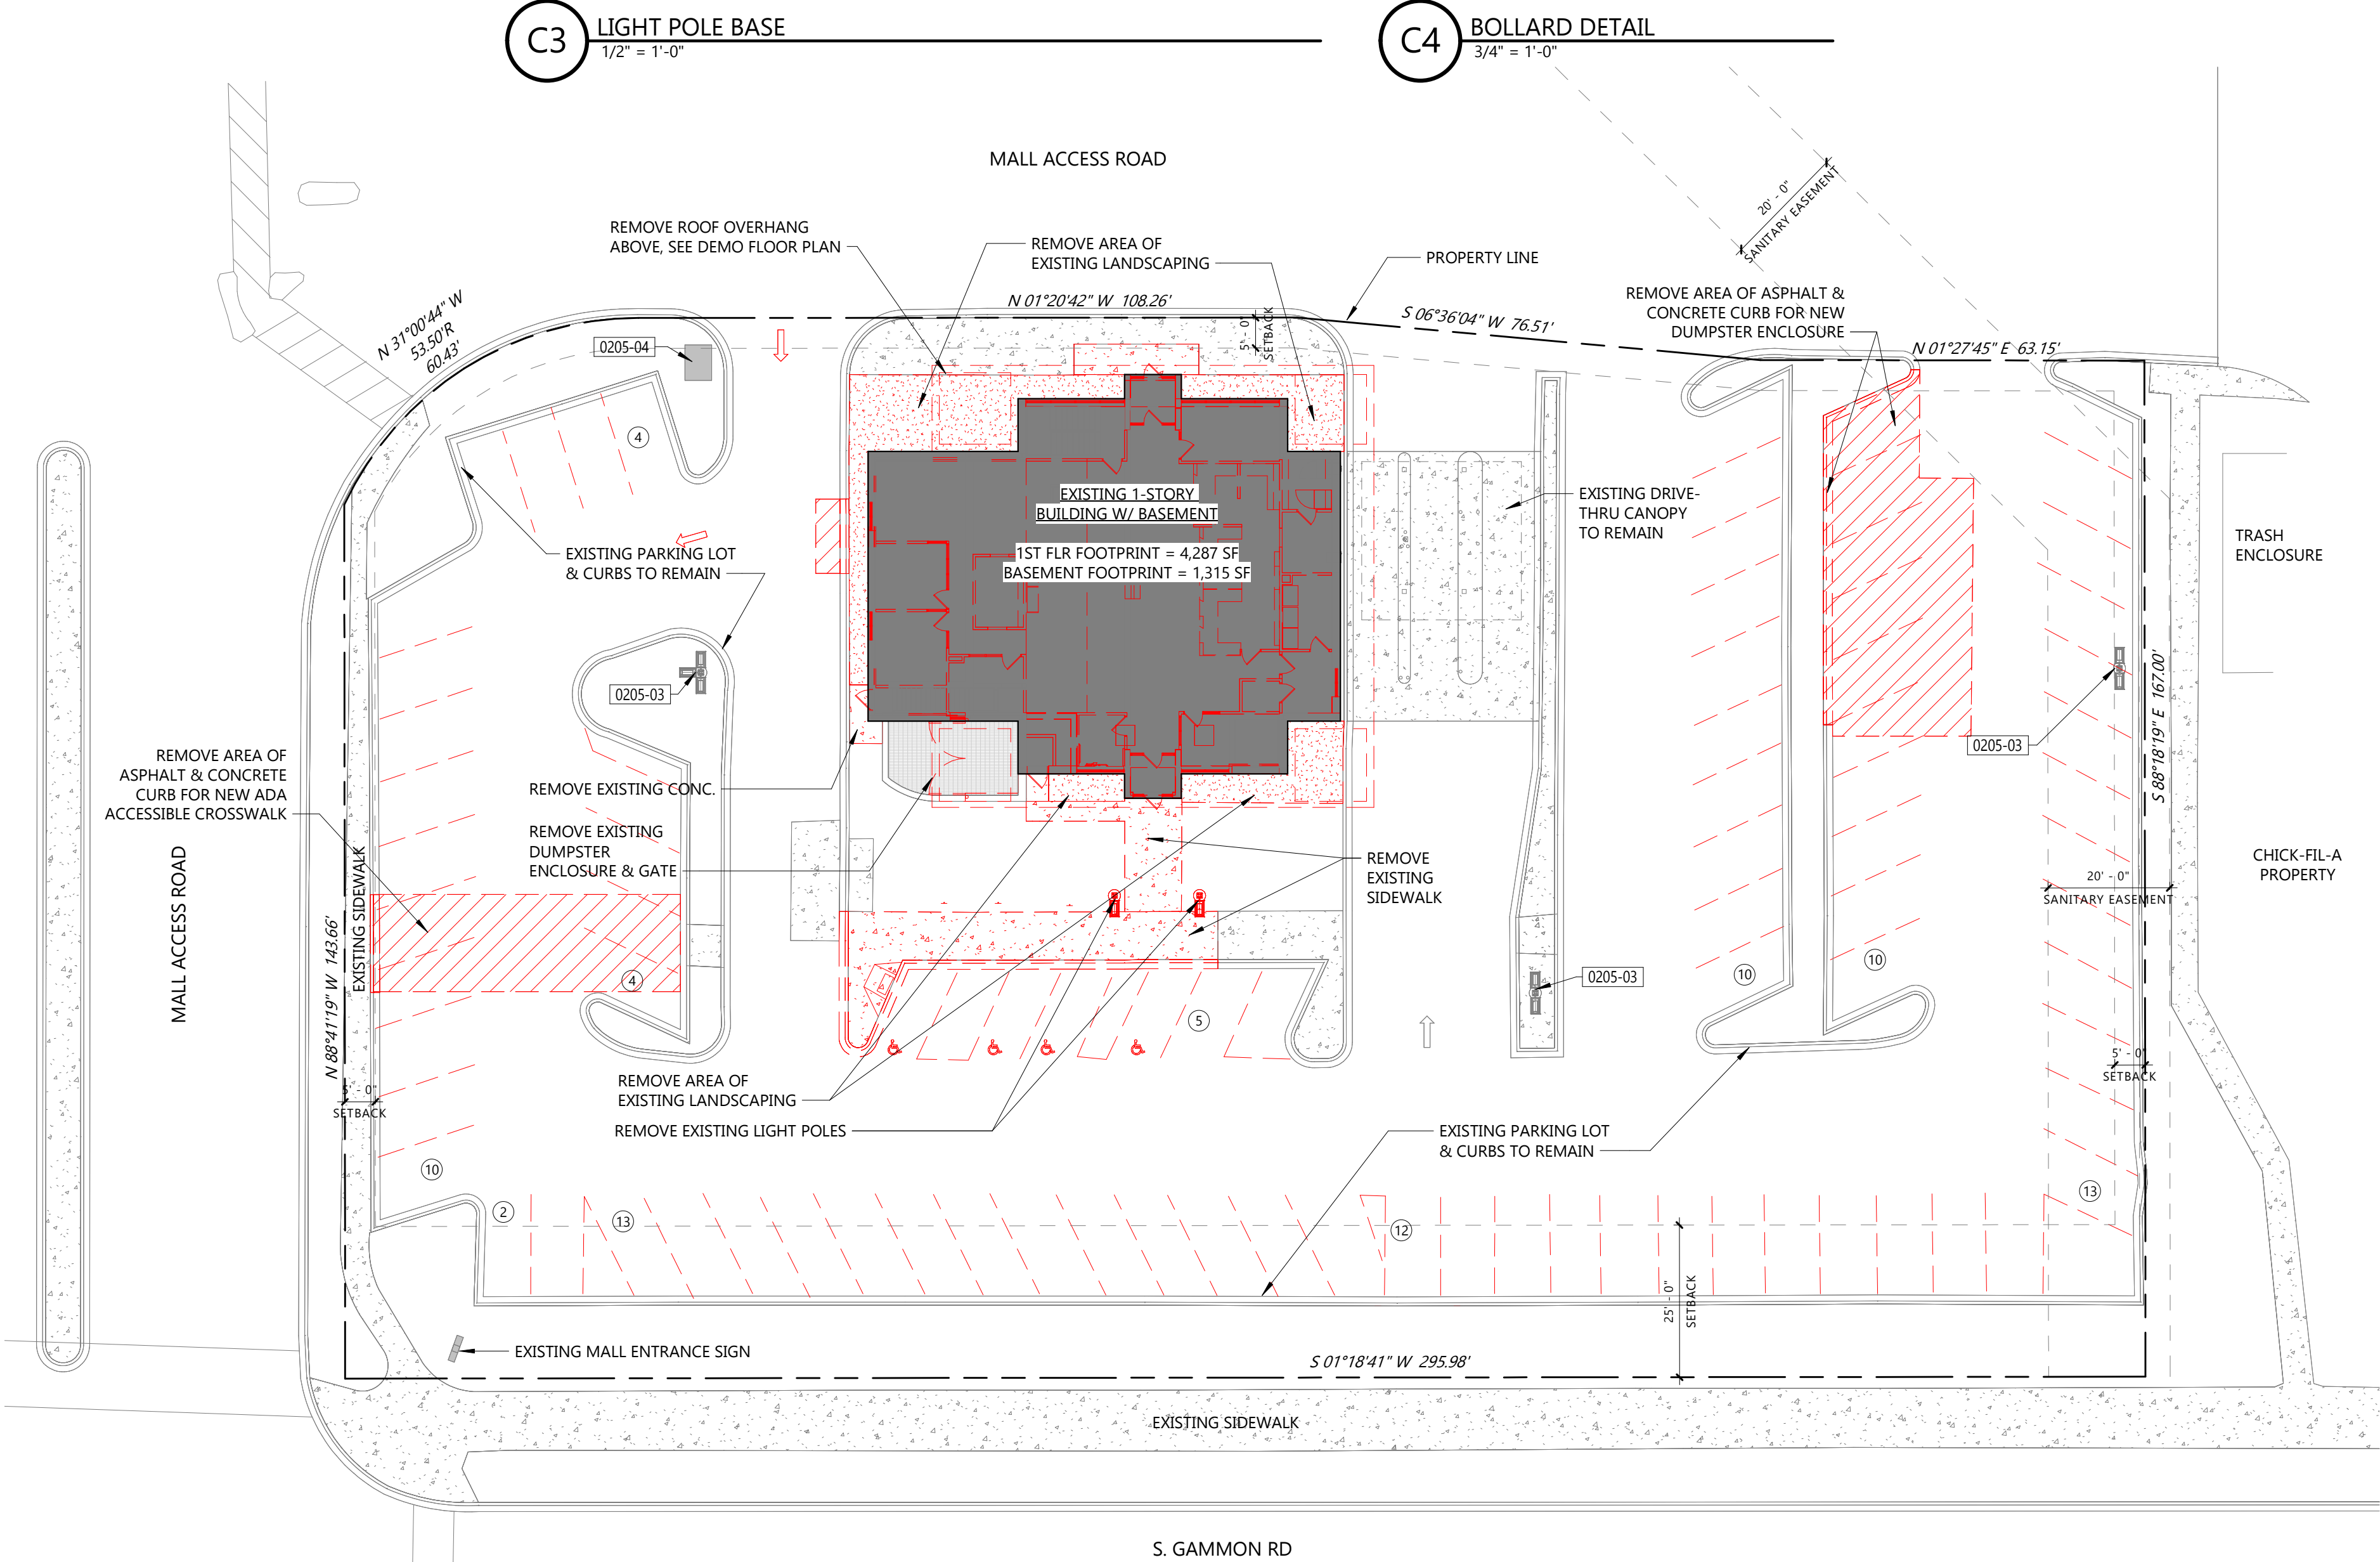 C3
LIGHT POLE BASE
1/2" = 1'-0"
C4
BOLLARD DETAIL
3/4" = 1'-0"
MALL ACCESS ROAD
20' - 0"
SANITARY EASEMENT
REMOVE ROOF OVERHANG
ABOVE, SEE DEMO FLOOR PLAN
REMOVE AREA OF
EXISTING LANDSCAPING
PROPERTY LINE
REMOVE AREA OF ASPHALT &
CONCRETE CURB FOR NEW
DUMPSTER ENCLOSURE
N 31°00'44" W
53.50'R
60.43'
N 01°20'42" W 108.26'
5' - 0"
SETBACK
S 06°36'04" W 76.51'
N 01°27'45" E 63.15'
0205-04
4
EXISTING 1-STORY
BUILDING W/ BASEMENT
1ST FLR FOOTPRINT = 4,287 SF
BASEMENT FOOTPRINT = 1,315 SF
EXISTING DRIVE-
THRU CANOPY
TO REMAIN
TRASH
ENCLOSURE
EXISTING PARKING LOT
& CURBS TO REMAIN
0205-03
0205-03
S 88°18'19" E 167.00'
REMOVE AREA OF
ASPHALT & CONCRETE
CURB FOR NEW ADA
ACCESSIBLE CROSSWALK
REMOVE EXISTING CONC.
REMOVE EXISTING
DUMPSTER
ENCLOSURE & GATE
REMOVE
EXISTING
SIDEWALK
CHICK-FIL-A
PROPERTY
20' - 0"
SANITARY EASEMENT
MALL ACCESS ROAD
N 88°41'19" W 143.66'
EXISTING SIDEWALK
4
10
10
0205-03
5
5' - 0"
SETBACK
5' - 0"
SETBACK
REMOVE AREA OF
EXISTING LANDSCAPING
REMOVE EXISTING LIGHT POLES
EXISTING PARKING LOT
& CURBS TO REMAIN
10
2
13
12
13
25' - 0"
SETBACK
EXISTING MALL ENTRANCE SIGN
S 01°18'41" W 295.98'
EXISTING SIDEWALK
S. GAMMON RD